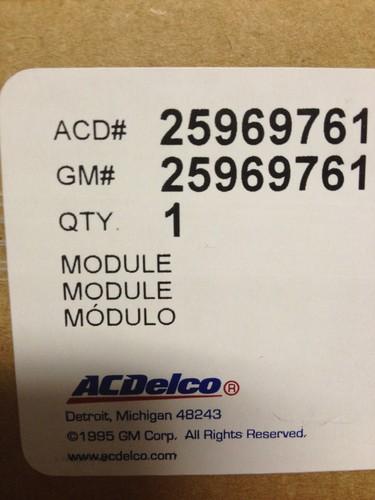 ACD# 25969761
GM# 25969761
QTY. 1
MODULE
MODULE
MÓDULO
ACDelco®
Detroit, Michigan 48243
©1995 GM Corp. All Rights Reserved.
www.acdelco.com